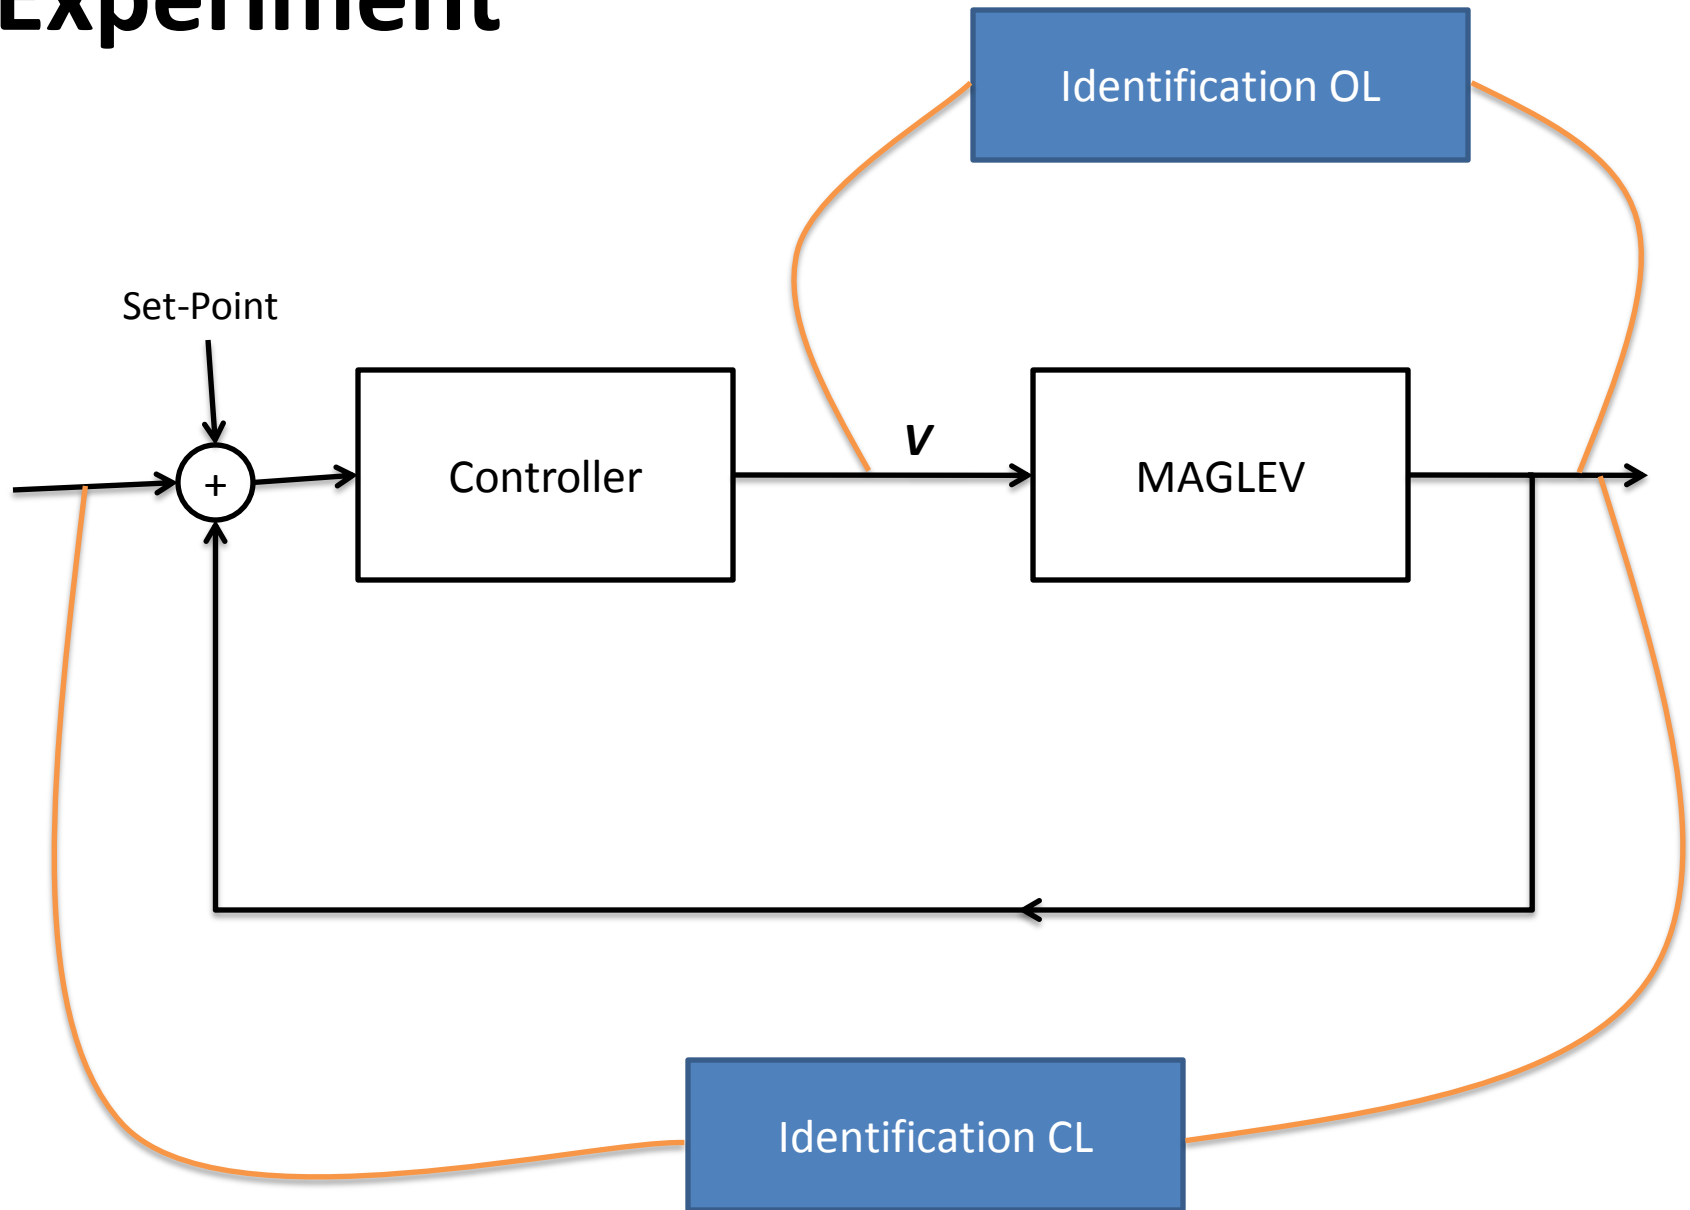 Experiment
Identification OL
Set-Point
+
Controller
V
MAGLEV
Identification CL